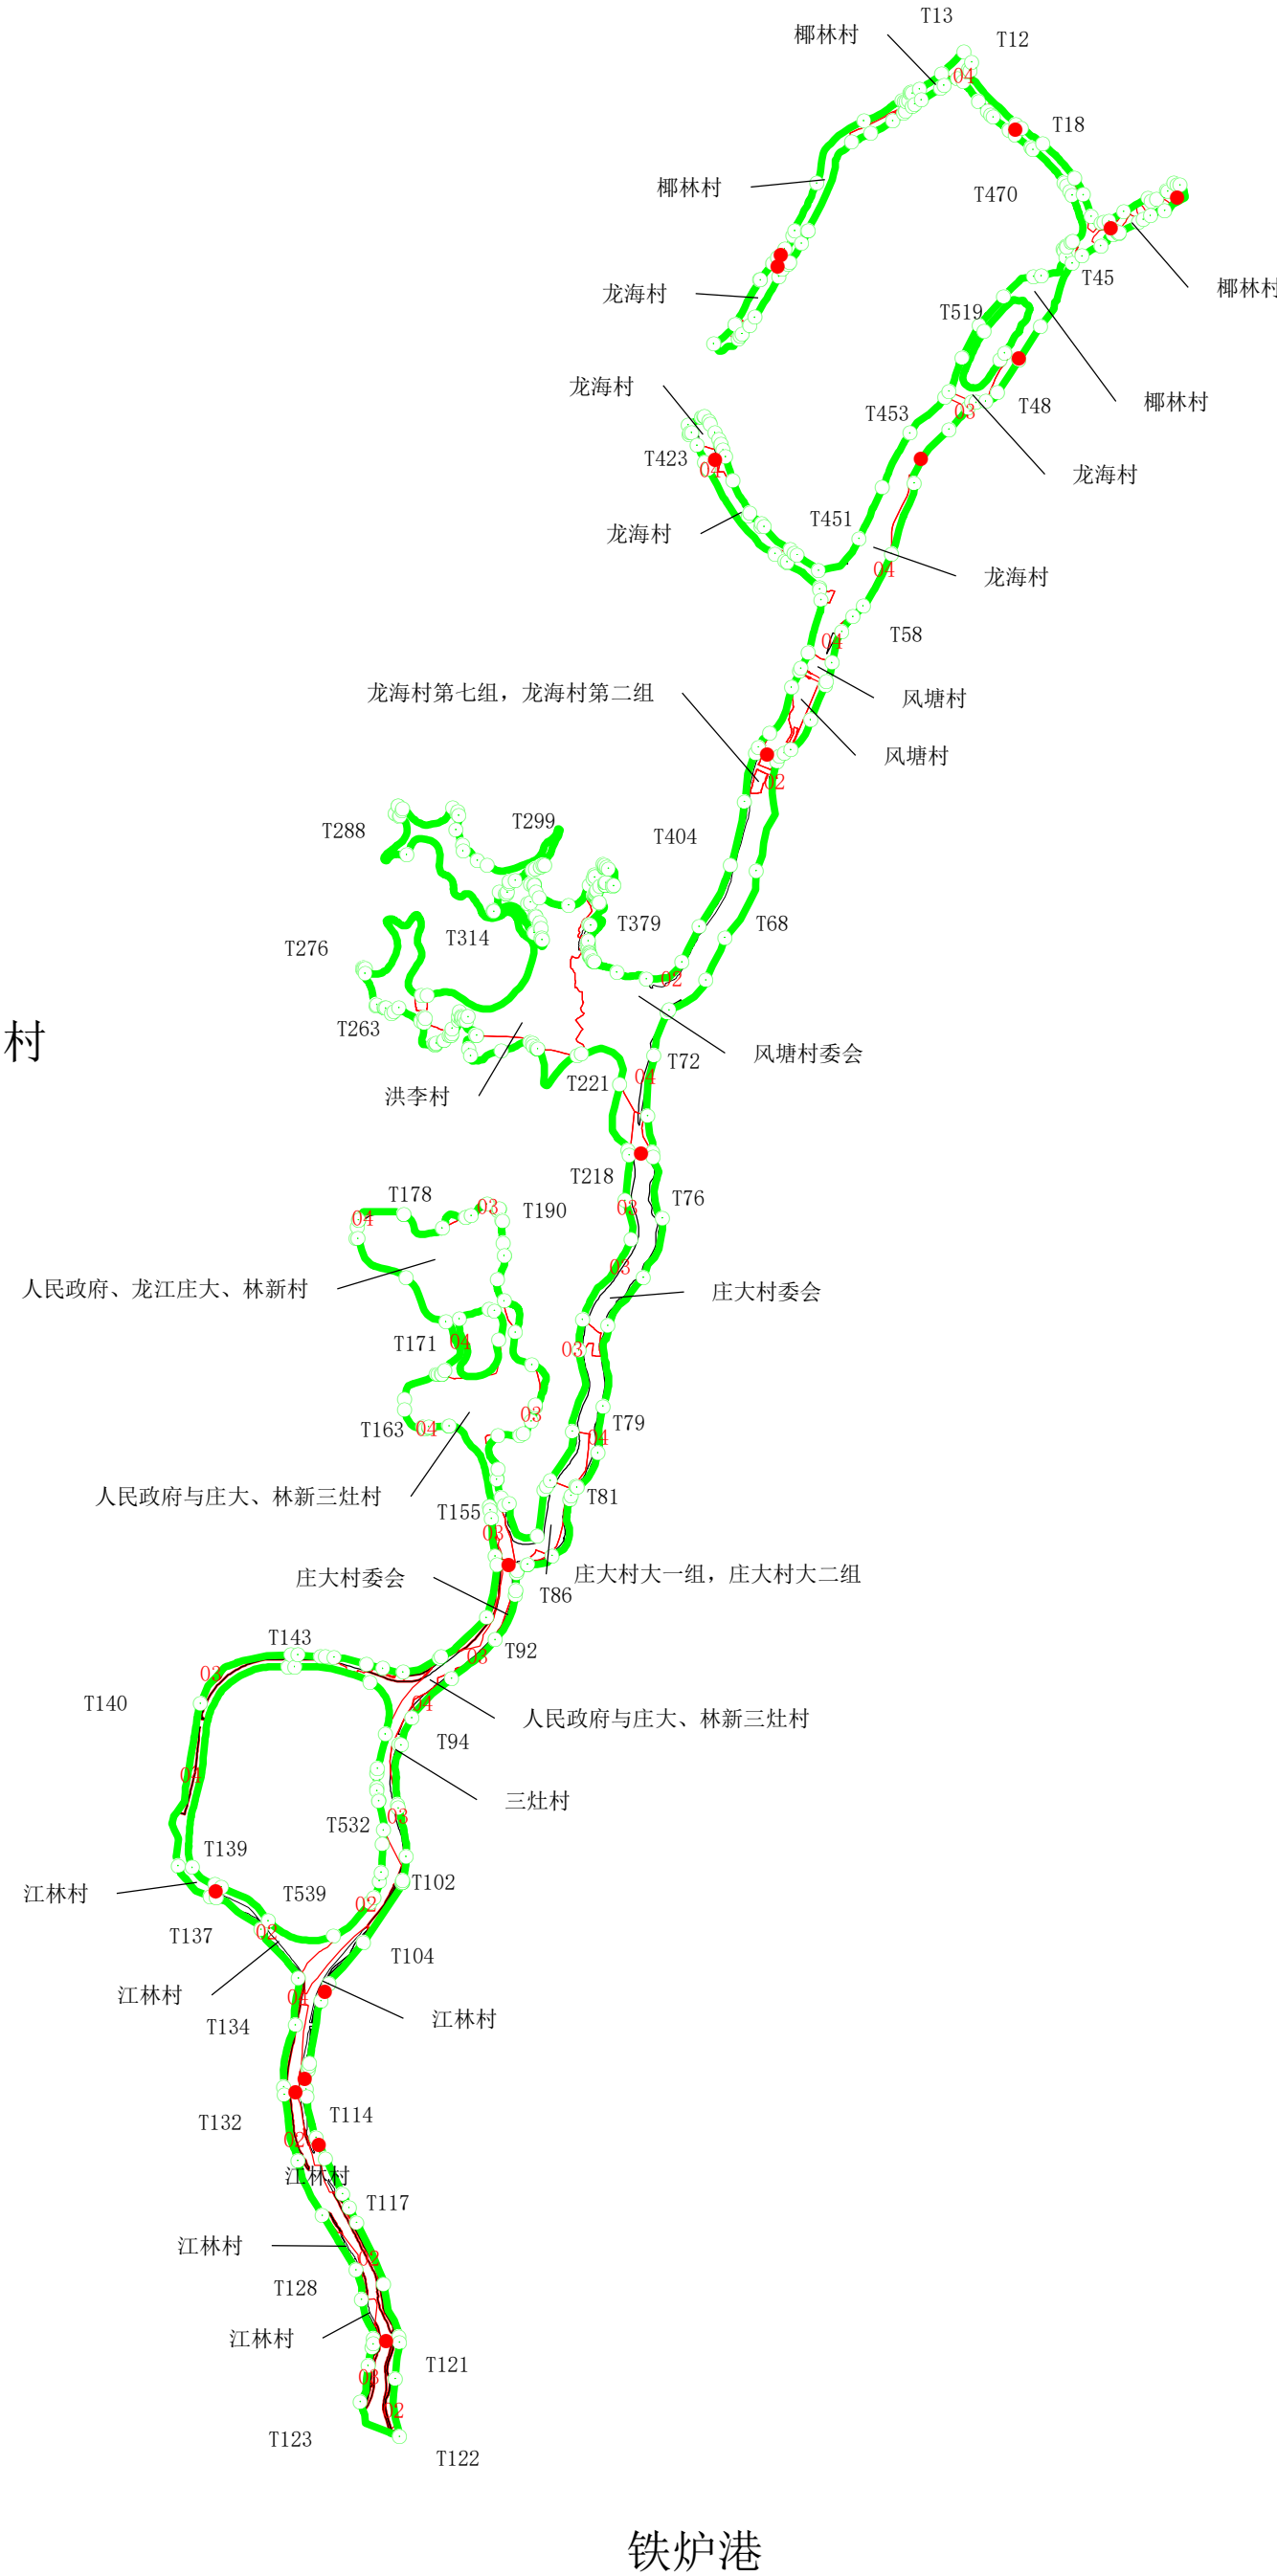 T13
椰林村
T12
04
T18
椰林村
T470
T45
椰林村
龙海村
T519
龙海村
椰林村
T48
03
T453
T423
04
龙海村
T451
龙海村
龙海村
04
T58
04
龙海村第七组，龙海村第二组
风塘村
风塘村
02
T288
T299
T404
T379
T68
T314
T276
02
T263
村
风塘村委会
T72
T221
04
洪李村
T218
T178
03
T190
03
T76
04
03
人民政府、龙江庄大、林新村
庄大村委会
T171
04
03
03
T79
T163
04
04
人民政府与庄大、林新三灶村
T81
T155
03
庄大村委会
庄大村大一组，庄大村大二组
T86
T143
T92
03
03
T140
04
人民政府与庄大、林新三灶村
T94
04
三灶村
03
T532
T139
T102
江林村
T539
02
T137
02
T104
江林村
04
江林村
T134
T132
T114
02
江林村
T117
江林村
02
T128
江林村
T121
03
02
T123
T122
铁炉港